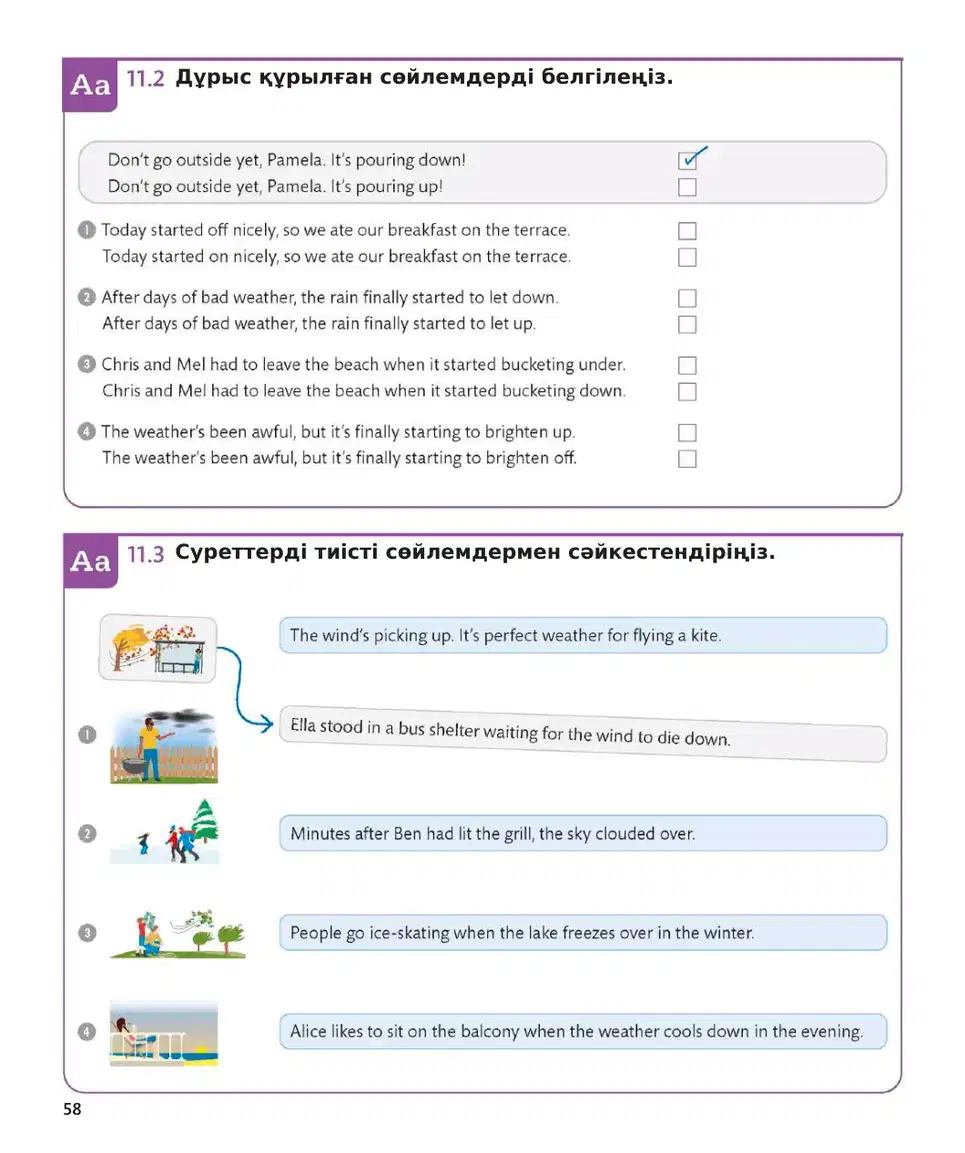 Aa 11.2 Дұрыс құрылған сөйлемдерді белгілеңіз.
Don't go outside yet, Pamela. It's pouring down!
Don't go outside yet, Pamela. It's pouring up!
1 Today started off nicely, so we ate our breakfast on the terrace.
Today started on nicely, so we ate our breakfast on the terrace.
2 After days of bad weather, the rain finally started to let down.
After days of bad weather, the rain finally started to let up.
3 Chris and Mel had to leave the beach when it started bucketing under.
Chris and Mel had to leave the beach when it started bucketing down.
4 The weather's been awful, but it's finally starting to brighten up.
The weather's been awful, but it's finally starting to brighten off.
Aa 11.3 Суреттерді тиісті сөйлемдермен сәйкестендіріңіз.
The wind's picking up. It's perfect weather for flying a kite.
1
Ella stood in a bus shelter waiting for the wind to die down.
2
Minutes after Ben had lit the grill, the sky clouded over.
3
People go ice-skating when the lake freezes over in the winter.
4
Alice likes to sit on the balcony when the weather cools down in the evening.
58